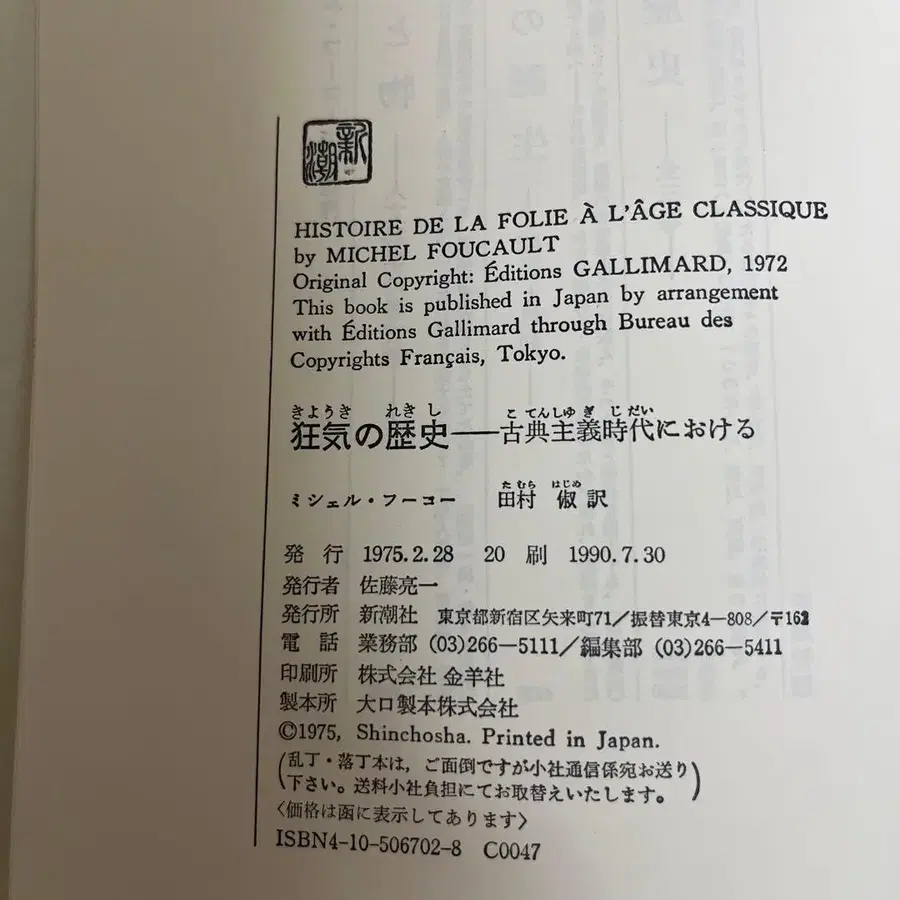 新潮
HISTOIRE DE LA FOLIE À L'ÂGE CLASSIQUE
by MICHEL FOUCAULT
Original Copyright: Éditions GALLIMARD, 1972
This book is published in Japan by arrangement
with Éditions Gallimard through Bureau des
Copyrights Français, Tokyo.
きようき れきし こてんしゆぎじだい
狂気の歴史——古典主義時代における
たむら はじめ
ミシェル・フーコー 田村 俶 訳
発 行 1975.2.28 20 刷 1990.7.30
発行者 佐藤亮一
発行所 新潮社 東京都新宿区矢来町71/振替東京4—808/〒162
電 話 業務部 (03)266—5111/編集部 (03)266—5411
印刷所 株式会社 金羊社
製本所 大口製本株式会社
©1975, Shinchosha. Printed in Japan.
(乱丁・落丁本は,ご面倒ですが小社通信係宛お送り
下さい。送料小社負担にてお取替えいたします。)
〈価格は函に表示してあります〉
ISBN4-10-506702-8 C0047